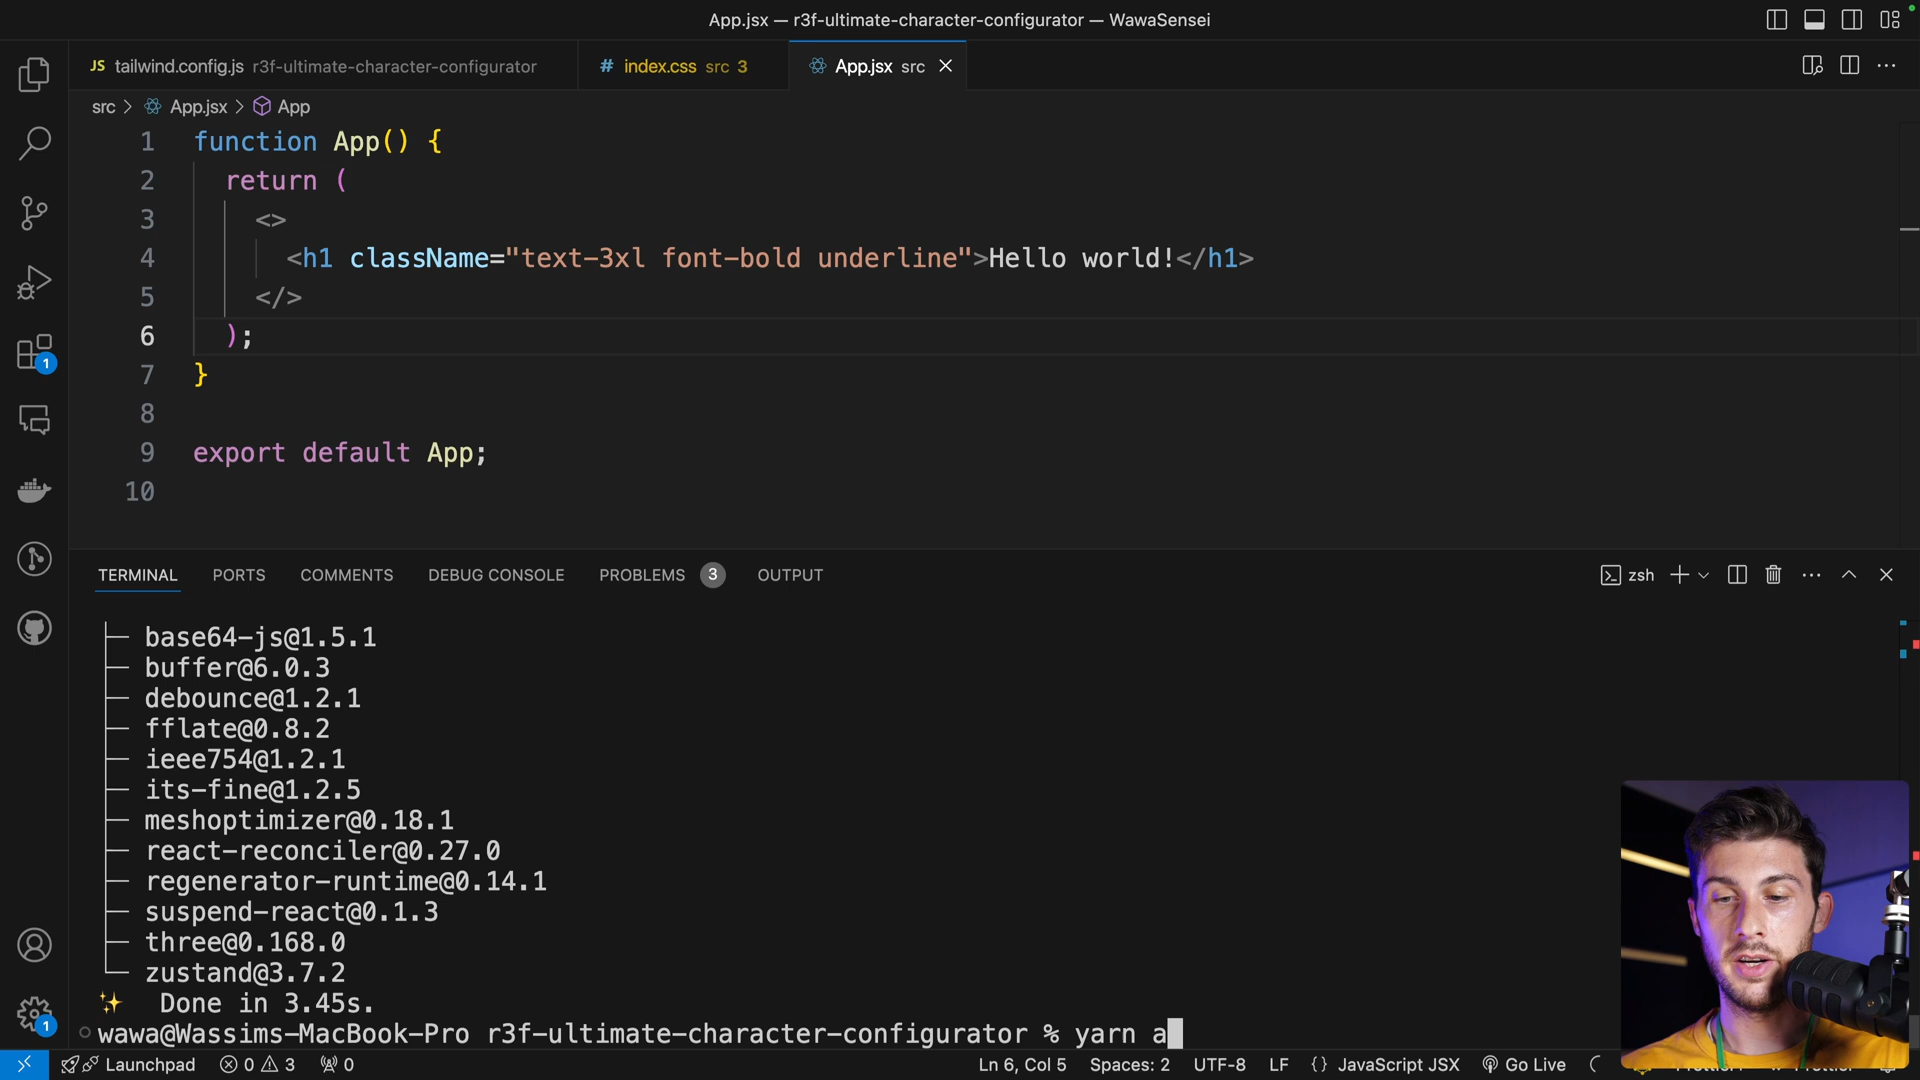 App.jsx — r3f-ultimate-character-configurator — WawaSensei
JS tailwind.config.js r3f-ultimate-character-configurator
# index.css src 3
App.jsx src
src > App.jsx > App
1 function App() {
2 return (
3 <>
4 <h1 className="text-3xl font-bold underline">Hello world!</h1>
5 </>
6 );
7 }
8
9 export default App;
10
1
TERMINAL PORTS COMMENTS DEBUG CONSOLE PROBLEMS 3 OUTPUT
zsh
├─ base64-js@1.5.1
├─ buffer@6.0.3
├─ debounce@1.2.1
├─ fflate@0.8.2
├─ ieee754@1.2.1
├─ its-fine@1.2.5
├─ meshoptimizer@0.18.1
├─ react-reconciler@0.27.0
├─ regenerator-runtime@0.14.1
├─ suspend-react@0.1.3
├─ three@0.168.0
└─ zustand@3.7.2
✨ Done in 3.45s.
wawa@Wassims-MacBook-Pro r3f-ultimate-character-configurator % yarn a
1
Launchpad 0 3 0
Ln 6, Col 5 Spaces: 2 UTF-8 LF {} JavaScript JSX Go Live